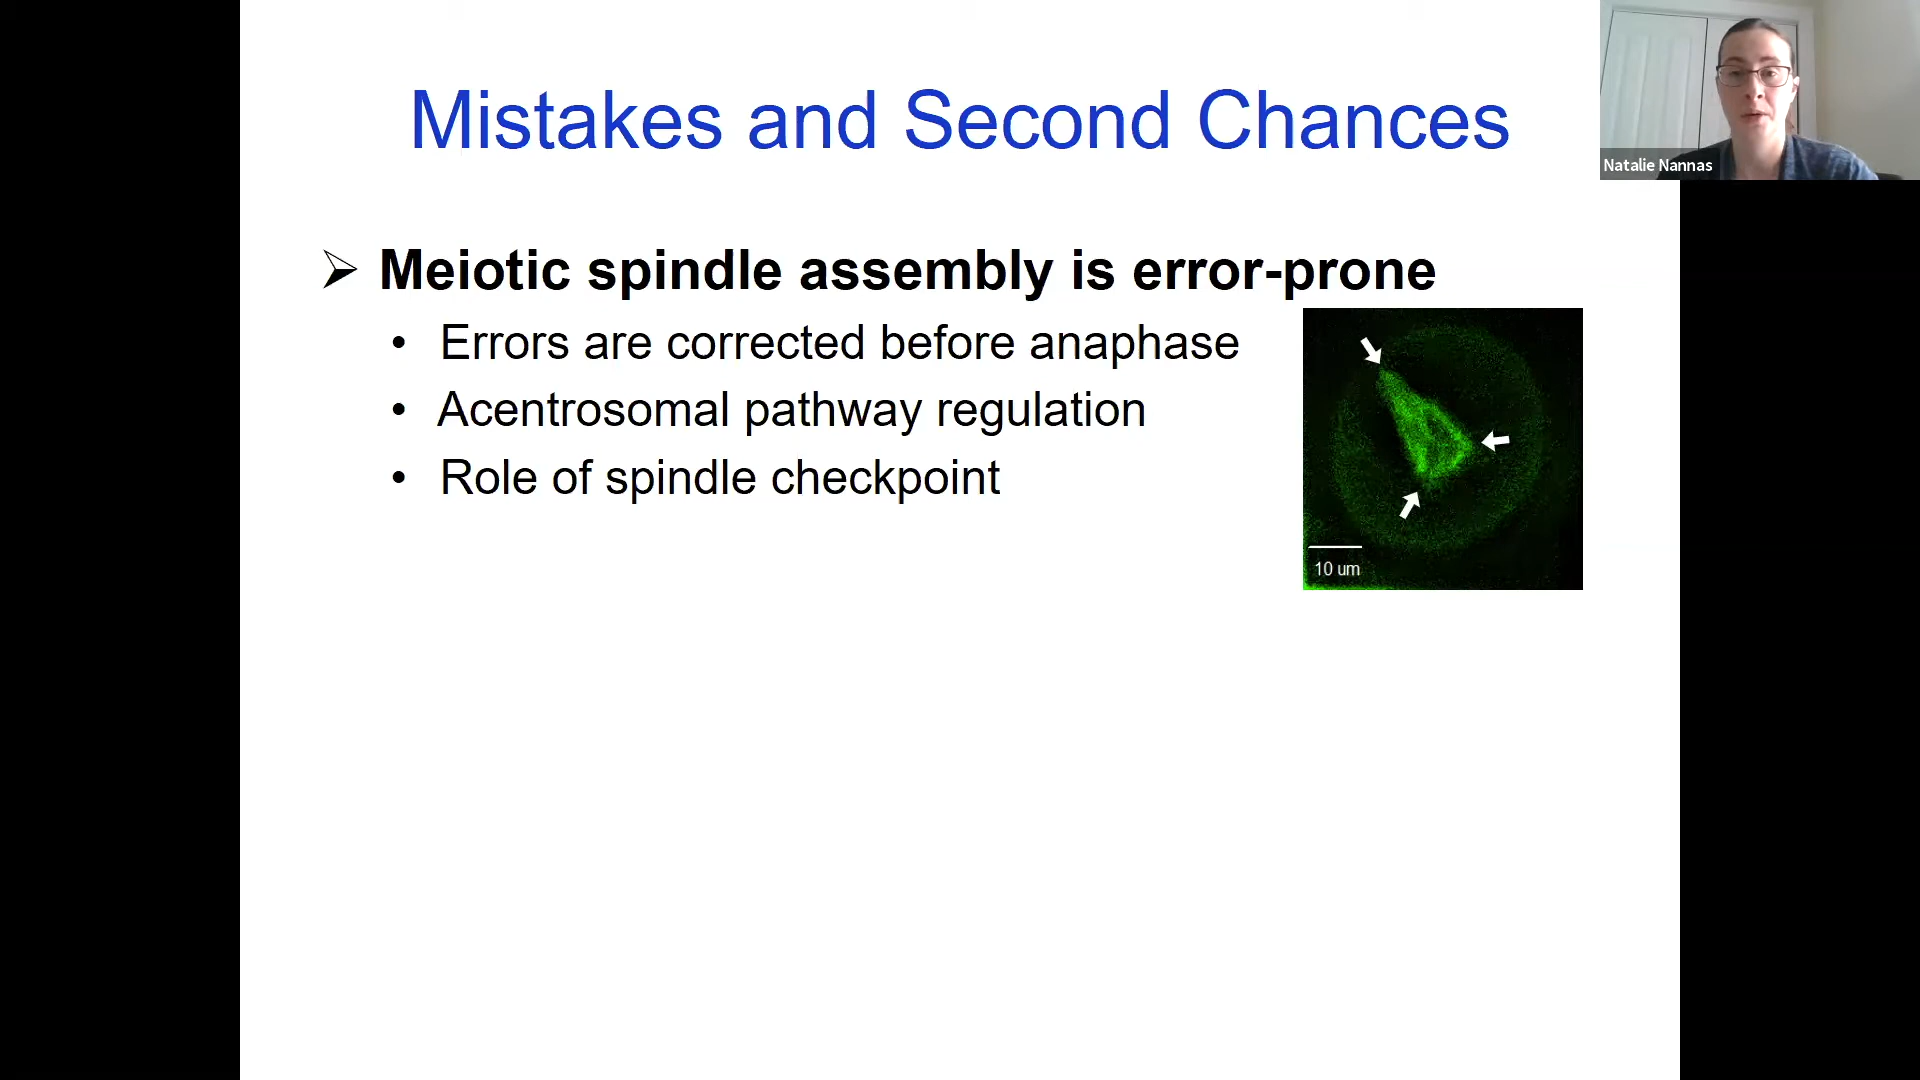 Mistakes and Second Chances
Natalie Nannas
➢ Meiotic spindle assembly is error-prone
• Errors are corrected before anaphase
• Acentrosomal pathway regulation
• Role of spindle checkpoint
10 um